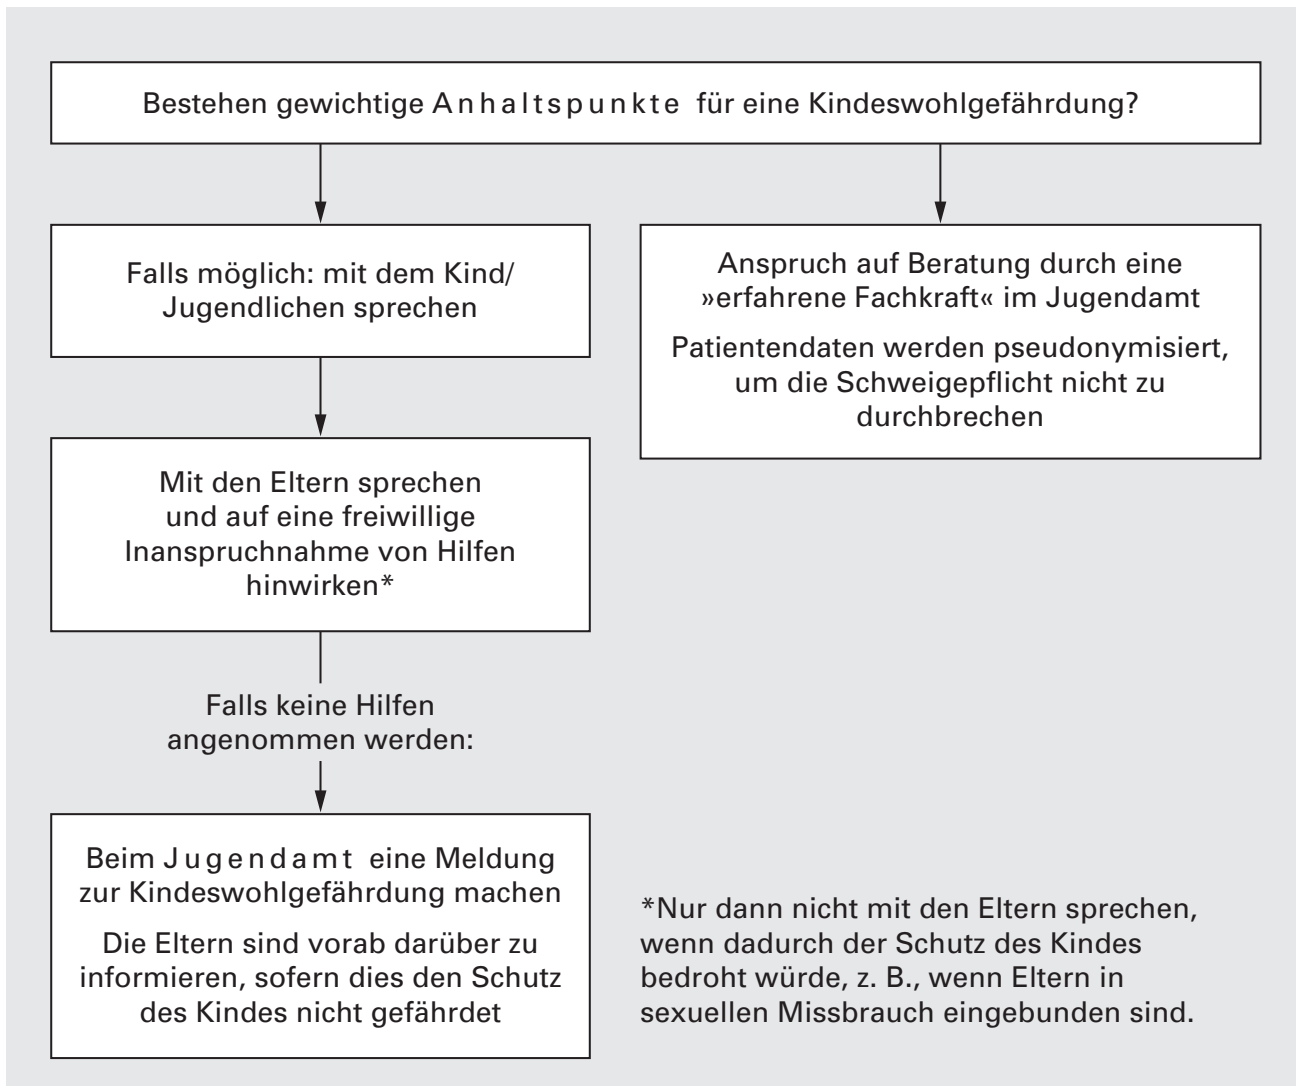 Bestehen gewichtige Anhaltspunkte für eine Kindeswohlgefährdung?
Falls möglich: mit dem Kind/
Jugendlichen sprechen
Anspruch auf Beratung durch eine
»erfahrene Fachkraft« im Jugendamt
Patientendaten werden pseudonymisiert,
um die Schweigepflicht nicht zu
durchbrechen
Mit den Eltern sprechen
und auf eine freiwillige
Inanspruchnahme von Hilfen
hinwirken*
Falls keine Hilfen
angenommen werden:
Beim Jugendamt eine Meldung
zur Kindeswohlgefährdung machen
Die Eltern sind vorab darüber zu
informieren, sofern dies den Schutz
des Kindes nicht gefährdet
*Nur dann nicht mit den Eltern sprechen,
wenn dadurch der Schutz des Kindes
bedroht würde, z. B., wenn Eltern in
sexuellen Missbrauch eingebunden sind.